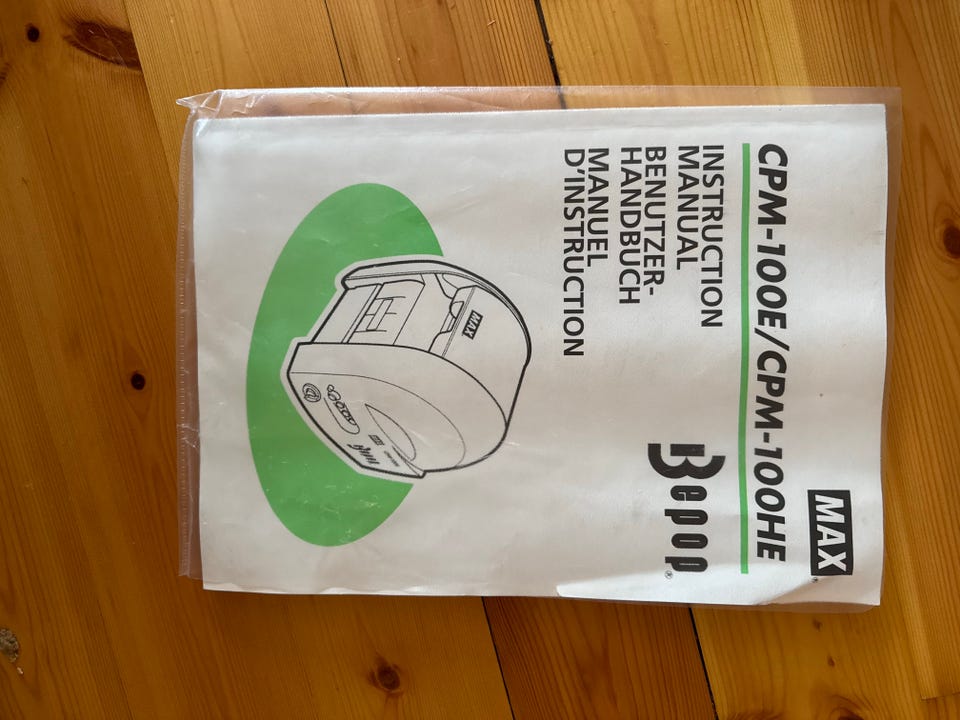 MAX®
CPM-100E/CPM-100HE
INSTRUCTION
MANUAL
BENUTZER-
HANDBUCH
MANUEL
D'INSTRUCTION
Bepop®
MAX